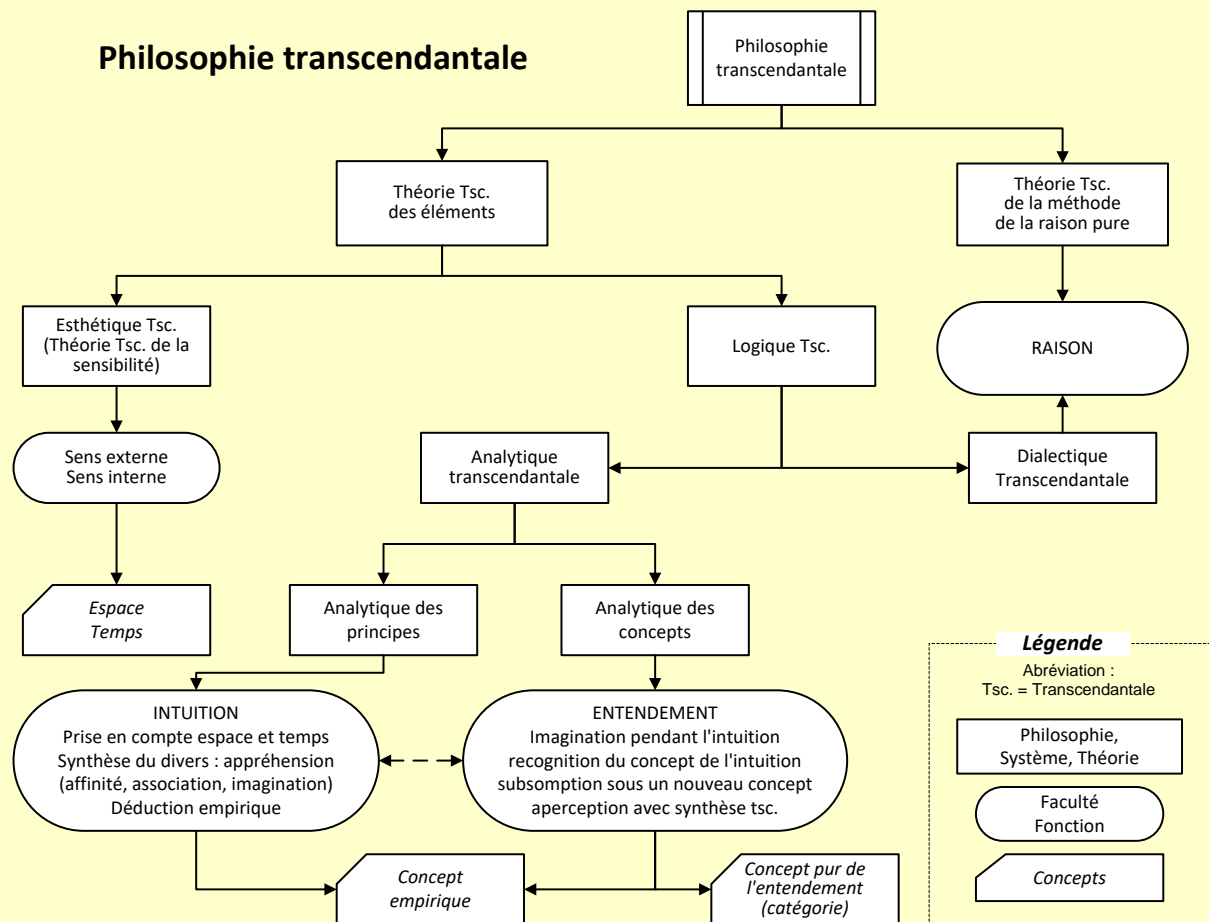 Philosophie transcendantale
Philosophie
transcendantale
Théorie Tsc.
des éléments
Théorie Tsc.
de la méthode
de la raison pure
Esthétique Tsc.
(Théorie Tsc. de la
sensibilité)
Logique Tsc.
RAISON
Sens externe
Sens interne
Analytique
transcendantale
Dialectique
Transcendantale
Espace
Temps
Analytique des
principes
Analytique des
concepts
INTUITION
Prise en compte espace et temps
Synthèse du divers : appréhension
(affinité, association, imagination)
Déduction empirique
ENTENDEMENT
Imagination pendant l'intuition
recognition du concept de l'intuition
subsomption sous un nouveau concept
aperception avec synthèse tsc.
Concept
empirique
Concept pur de
l'entendement
(catégorie)
Légende
Abréviation :
Tsc. = Transcendantale
Philosophie,
Système, Théorie
Faculté
Fonction
Concepts